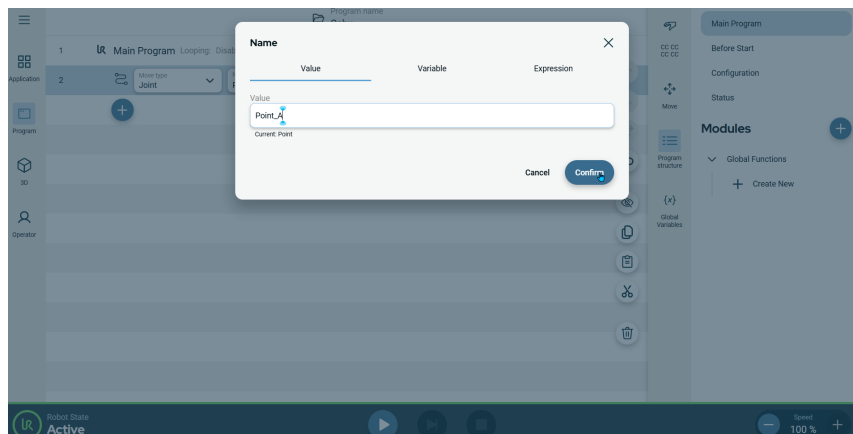 Program name
Main Program
Name
Before Start
1
Main Program Looping:
Value
Variable
Expression
Configuration
Application
2
Move type
Joint
Value
Point_A
Current: Point
Move
Status
Program
Modules
Cancel
Confirm
Program structure
Global Functions
3D
Create New
Operator
{x}
Global Variables
Robot State
Active
Speed
100 %